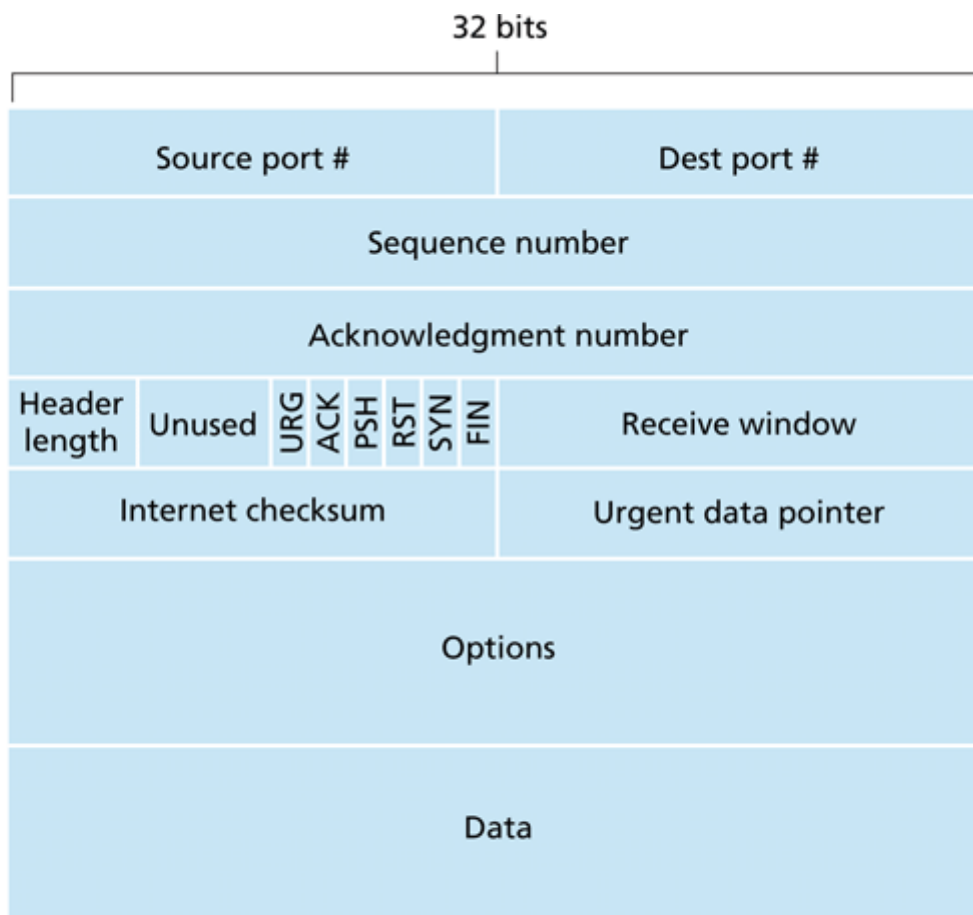 32 bits
Source port #
Dest port #
Sequence number
Acknowledgment number
Header
length
Unused
URG
ACK
PSH
RST
SYN
FIN
Receive window
Internet checksum
Urgent data pointer
Options
Data